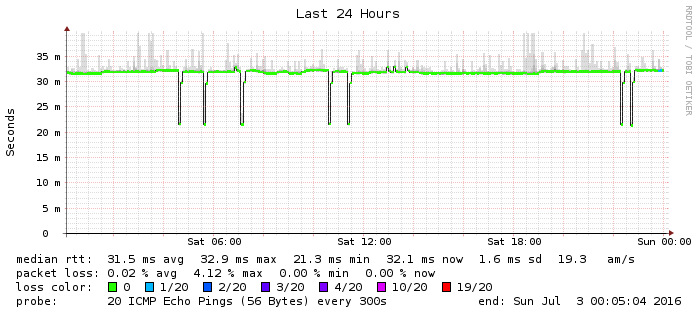 Last 24 Hours
RRDTOOL / TOBI OETIKER
Seconds
35 m
30 m
25 m
20 m
15 m
10 m
5 m
0
Sat 06:00 Sat 12:00 Sat 18:00 Sun 00:00
median rtt: 31.5 ms avg 32.9 ms max 21.3 ms min 32.1 ms now 1.6 ms sd 19.3 am/s
packet loss: 0.02 % avg 4.12 % max 0.00 % min 0.00 % now
loss color: 0 1/20 2/20 3/20 4/20 10/20 19/20
probe: 20 ICMP Echo Pings (56 Bytes) every 300s end: Sun Jul 3 00:05:04 2016